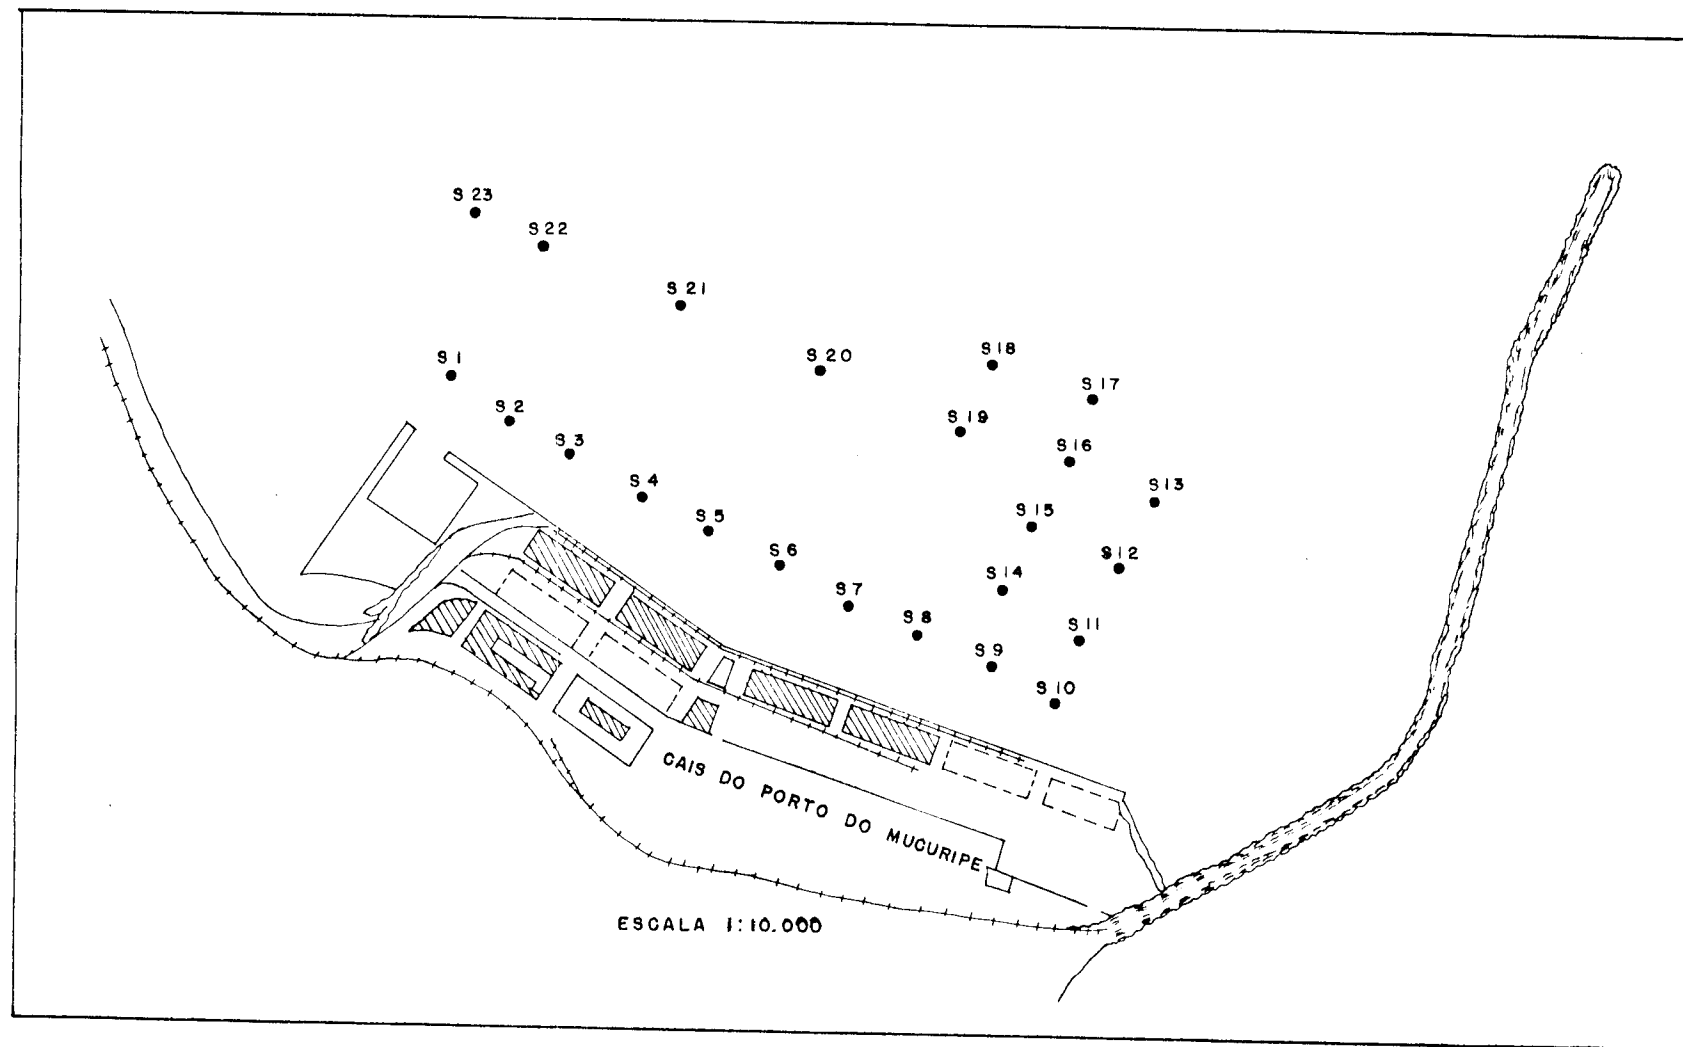 S 23
S 22
S 21
S 1
S 20
S 18
S 17
S 2
S 19
S 3
S 16
S 4
S 13
S 5
S 15
S 6
S 12
S 14
S 7
S 8
S 11
S 9
S 10
CAIS DO PORTO DO MUCURIPE
ESCALA 1:10.000